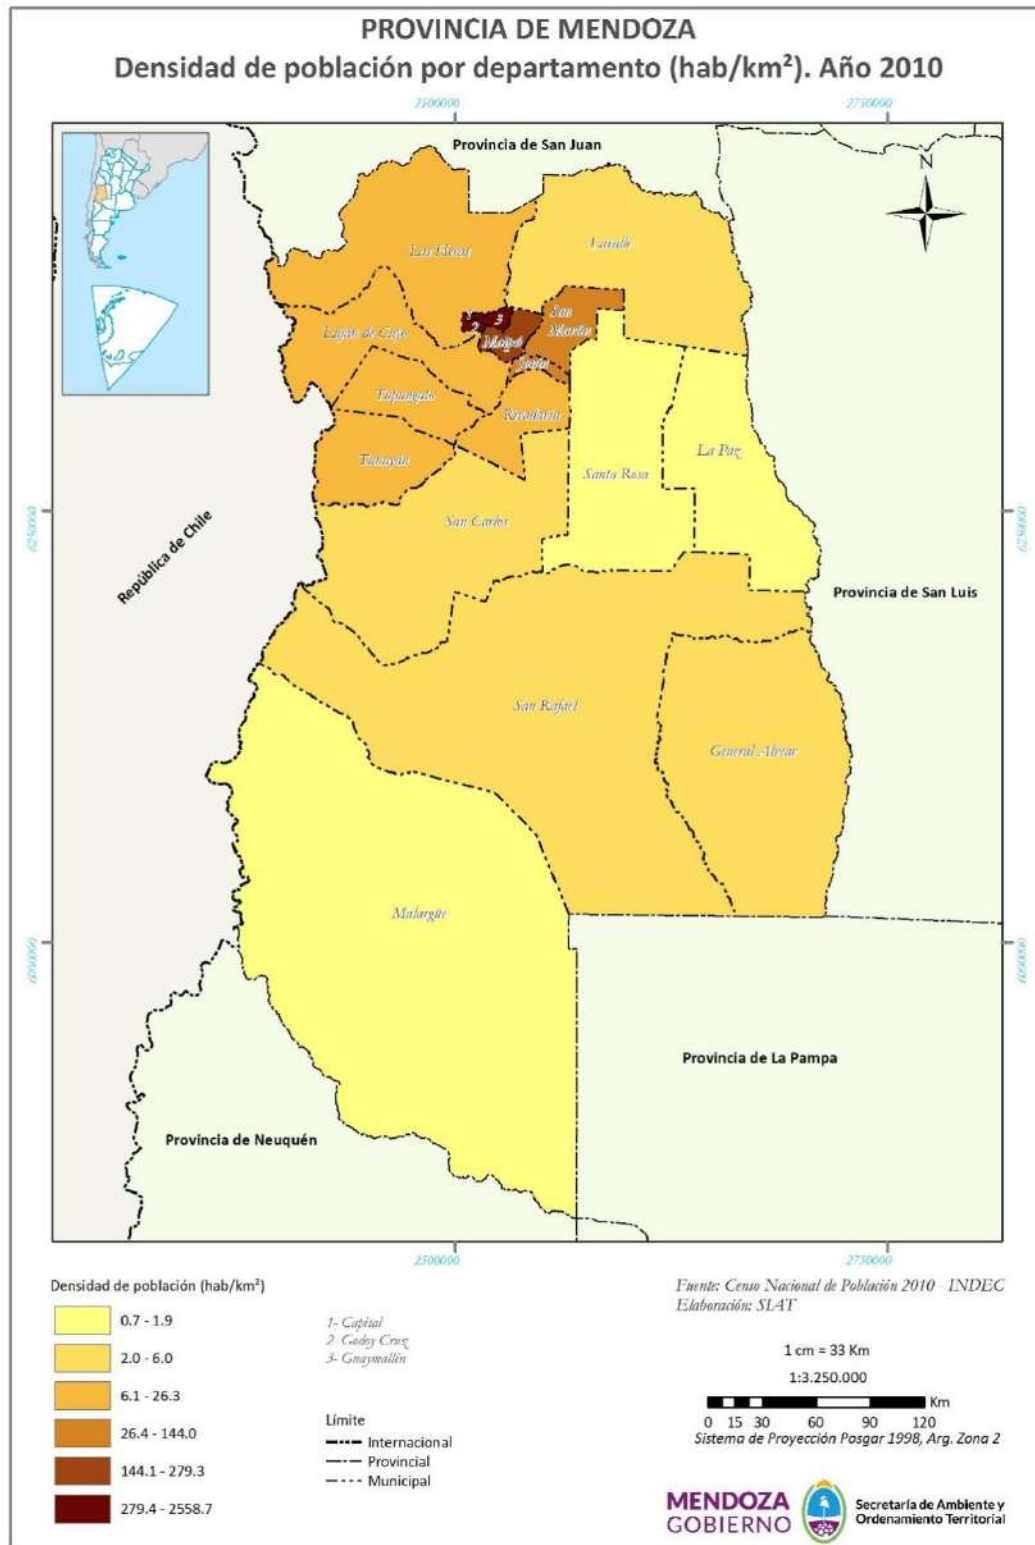 PROVINCIA DE MENDOZA
Densidad de población por departamento (hab/km²). Año 2010
2500000
2750000
Provincia de San Juan
N
Las Heras
Lavalle
1
2
3
San
Martín
Luján de Cuyo
Maipú
Junín
Tupungato
Rivadavia
Tunuyán
Santa Rosa
La Paz
San Carlos
6250000
6250000
República de Chile
Provincia de San Luis
San Rafael
General Alvear
Malargüe
6000000
6000000
Provincia de La Pampa
Provincia de Neuquén
2500000
2750000
Densidad de población (hab/km²)
0.7 - 1.9
2.0 - 6.0
6.1 - 26.3
26.4 - 144.0
144.1 - 279.3
279.4 - 2558.7
1- Capital
2 Godoy Cruz
3- Guaymallén
Límite
Internacional
Provincial
Municipal
Fuente: Censo Nacional de Población 2010 - INDEC
Elaboración: SIAT
1 cm = 33 Km
1:3.250.000
Km
0 15 30 60 90 120
Sistema de Proyección Posgar 1998, Arg. Zona 2
MENDOZA
GOBIERNO
Secretaría de Ambiente y
Ordenamiento Territorial